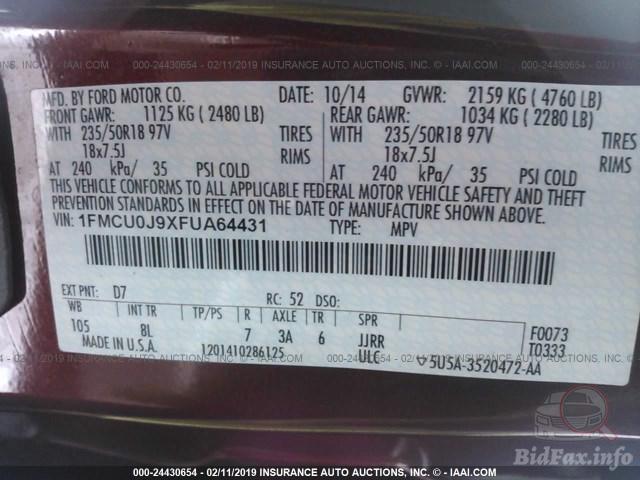 000-24430654 - 02/11/2019 INSURANCE AUTO AUCTIONS, INC. - IAAI.COM
MFD. BY FORD MOTOR CO. DATE: 10/14 GVWR: 2159 KG ( 4760 LB)
FRONT GAWR: 1125 KG ( 2480 LB) REAR GAWR: 1034 KG ( 2280 LB)
WITH 235/50R18 97V TIRES WITH 235/50R18 97V TIRES
18x7.5J RIMS 18x7.5J RIMS
AT 240 kPa/ 35 PSI COLD AT 240 kPa/ 35 PSI COLD
THIS VEHICLE CONFORMS TO ALL APPLICABLE FEDERAL MOTOR VEHICLE SAFETY AND THEFT
PREVENTION STANDARDS IN EFFECT ON THE DATE OF MANUFACTURE SHOWN ABOVE.
VIN: 1FMCU0J9XFUA64431 TYPE: MPV
EXT PNT: D7 RC: 52 DSO:
WB INT TR TP/PS R AXLE TR SPR
105 8L 7 3A 6 JJRR F0073
MADE IN U.S.A. 1201410286125 ULC T0333
5U5A-3520472-AA
BidFax.info
000-24430654 - 02/11/2019 INSURANCE AUTO AUCTIONS, INC. - IAAI.COM